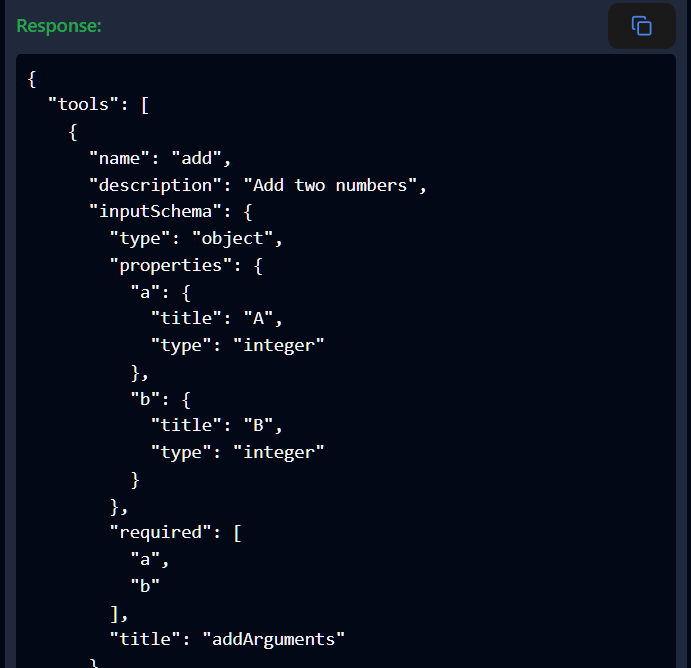 Response:
{
  "tools": [
    {
      "name": "add",
      "description": "Add two numbers",
      "inputSchema": {
        "type": "object",
        "properties": {
          "a": {
            "title": "A",
            "type": "integer"
          },
          "b": {
            "title": "B",
            "type": "integer"
          }
        },
        "required": [
          "a",
          "b"
        ],
        "title": "addArguments"
      }